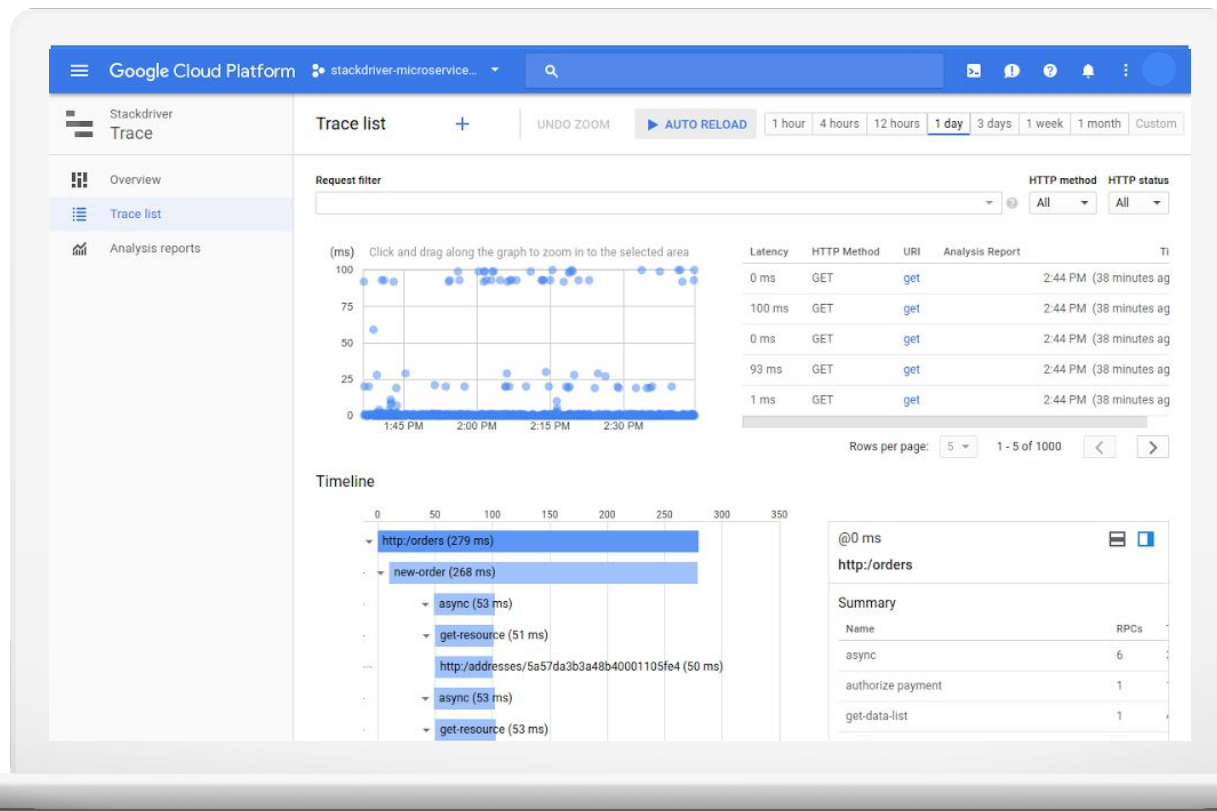 Google Cloud Platform stackdriver-microservice...
Stackdriver
Trace
Trace list + UNDO ZOOM AUTO RELOAD 1 hour 4 hours 12 hours 1 day 3 days 1 week 1 month Custom
Overview
Trace list
Analysis reports
Request filter HTTP method HTTP status
All All
(ms) Click and drag along the graph to zoom in to the selected area
100
75
50
25
0
1:45 PM 2:00 PM 2:15 PM 2:30 PM
Latency HTTP Method URI Analysis Report Ti
0 ms GET get 2:44 PM (38 minutes ag
100 ms GET get 2:44 PM (38 minutes ag
0 ms GET get 2:44 PM (38 minutes ag
93 ms GET get 2:44 PM (38 minutes ag
1 ms GET get 2:44 PM (38 minutes ag
Rows per page: 5 1 - 5 of 1000
Timeline
0 50 100 150 200 250 300 350
http:/orders (279 ms)
new-order (268 ms)
async (53 ms)
get-resource (51 ms)
http:/addresses/5a57da3b3a48b40001105fe4 (50 ms)
async (53 ms)
get-resource (53 ms)
@0 ms
http:/orders
Summary
Name RPCs
async 6
authorize payment 1
get-data-list 1